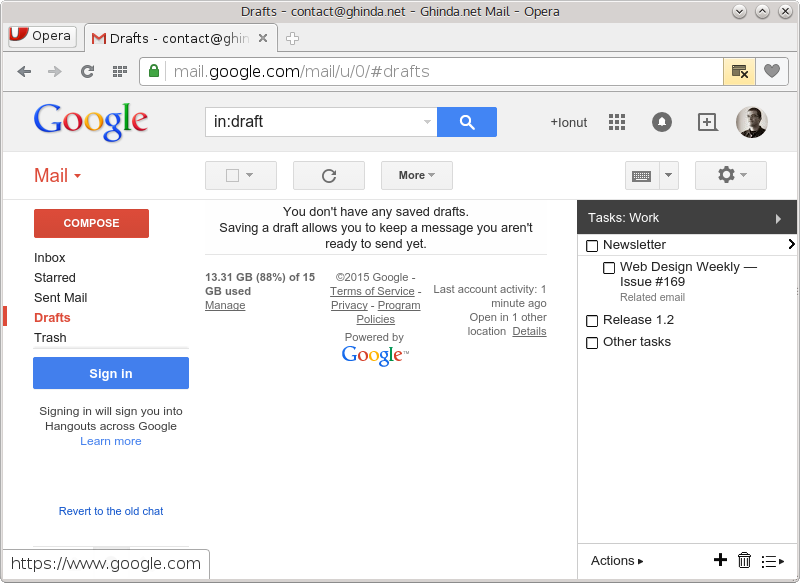 Drafts - contact@ghinda.net - Ghinda.net Mail - Opera
Opera
Drafts - contact@ghin
mail.google.com/mail/u/0/#drafts
Google
in:draft
+Ionut
Mail
More
COMPOSE
Inbox
Starred
Sent Mail
Drafts
Trash
Sign in
Signing in will sign you into
Hangouts across Google
Learn more
Revert to the old chat
You don't have any saved drafts.
Saving a draft allows you to keep a message you aren't
ready to send yet.
13.31 GB (88%) of 15
GB used
Manage
©2015 Google -
Terms of Service -
Privacy - Program
Policies
Powered by
Google™
Last account activity: 1
minute ago
Open in 1 other
location Details
Tasks: Work
Newsletter
Web Design Weekly —
Issue #169
Related email
Release 1.2
Other tasks
Actions
https://www.google.com